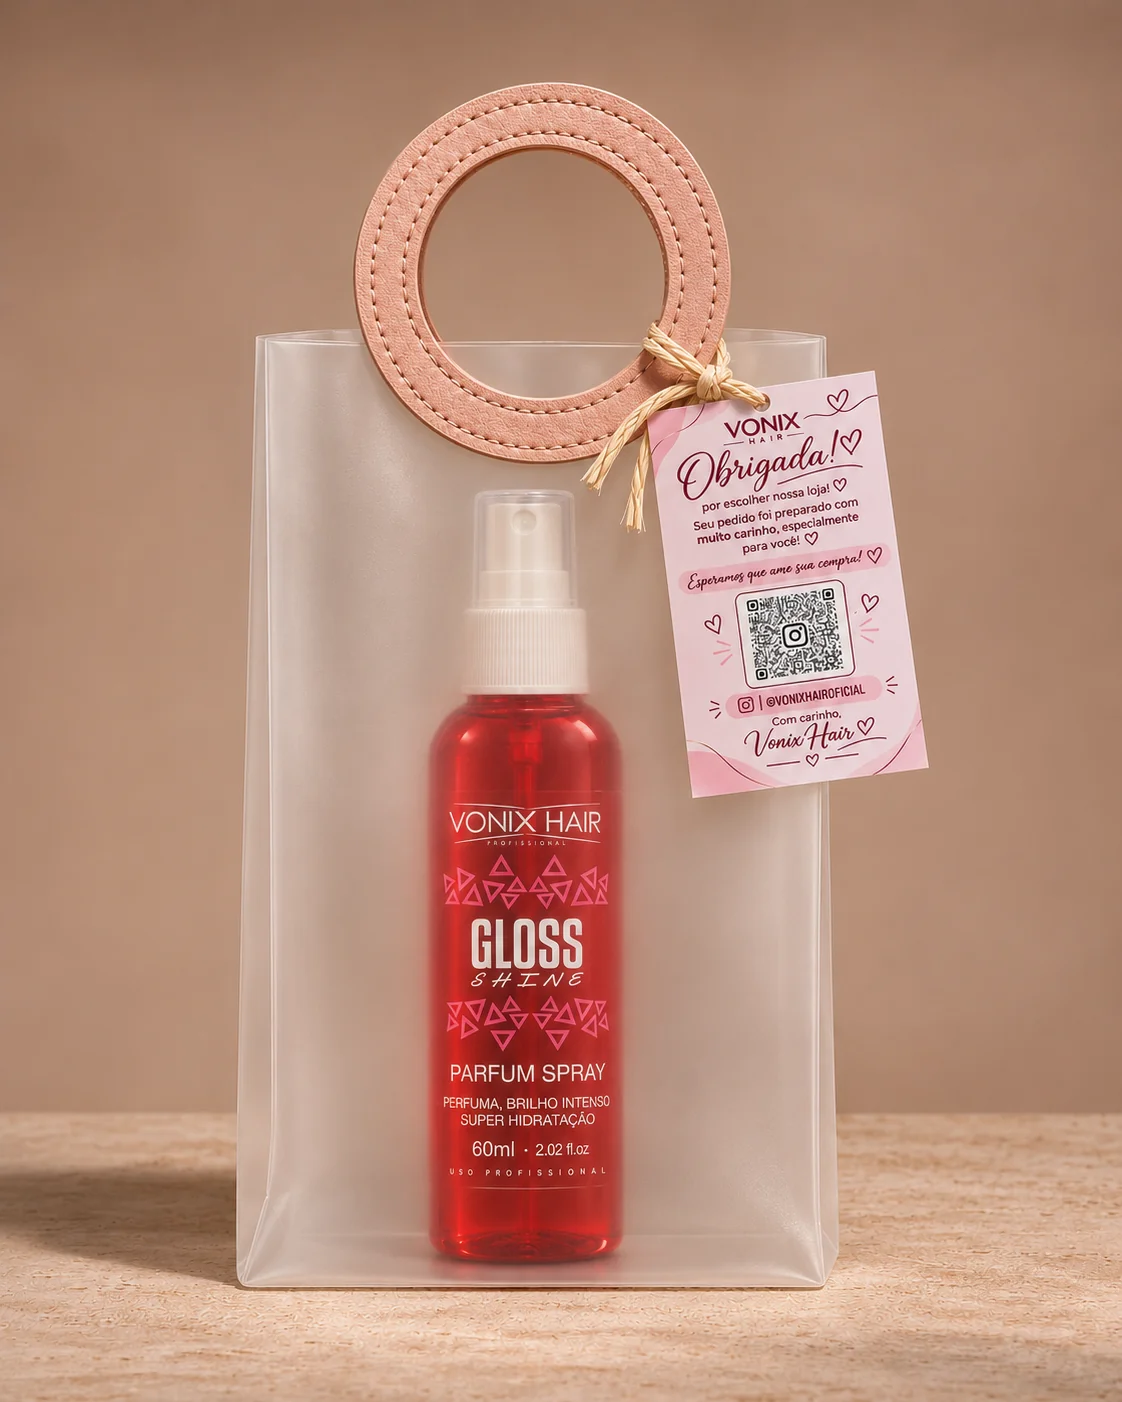 VONIX
HAIR
Obrigada!
por escolher nossa loja!
Seu pedido foi preparado com
muito carinho, especialmente
para você!
Esperamos que ame sua compra!
@VONIXHAIROFICIAL
Com carinho,
Vonix Hair
VONIX HAIR
PROFISSIONAL
GLOSS
SHINE
PARFUM SPRAY
PERFUMA, BRILHO INTENSO
SUPER HIDRATAÇÃO
60ml · 2.02 fl.oz
USO PROFISSIONAL